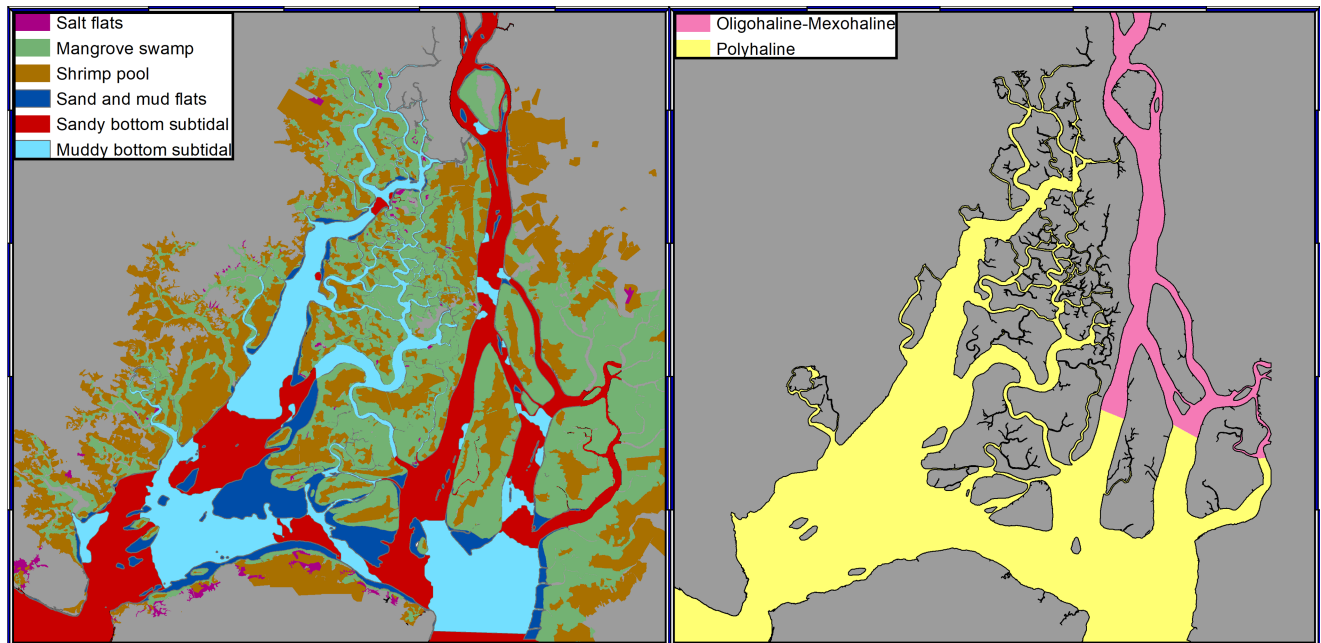 Salt flats
Mangrove swamp
Shrimp pool
Sand and mud flats
Sandy bottom subtidal
Muddy bottom subtidal
Oligohaline-Mexohaline
Polyhaline